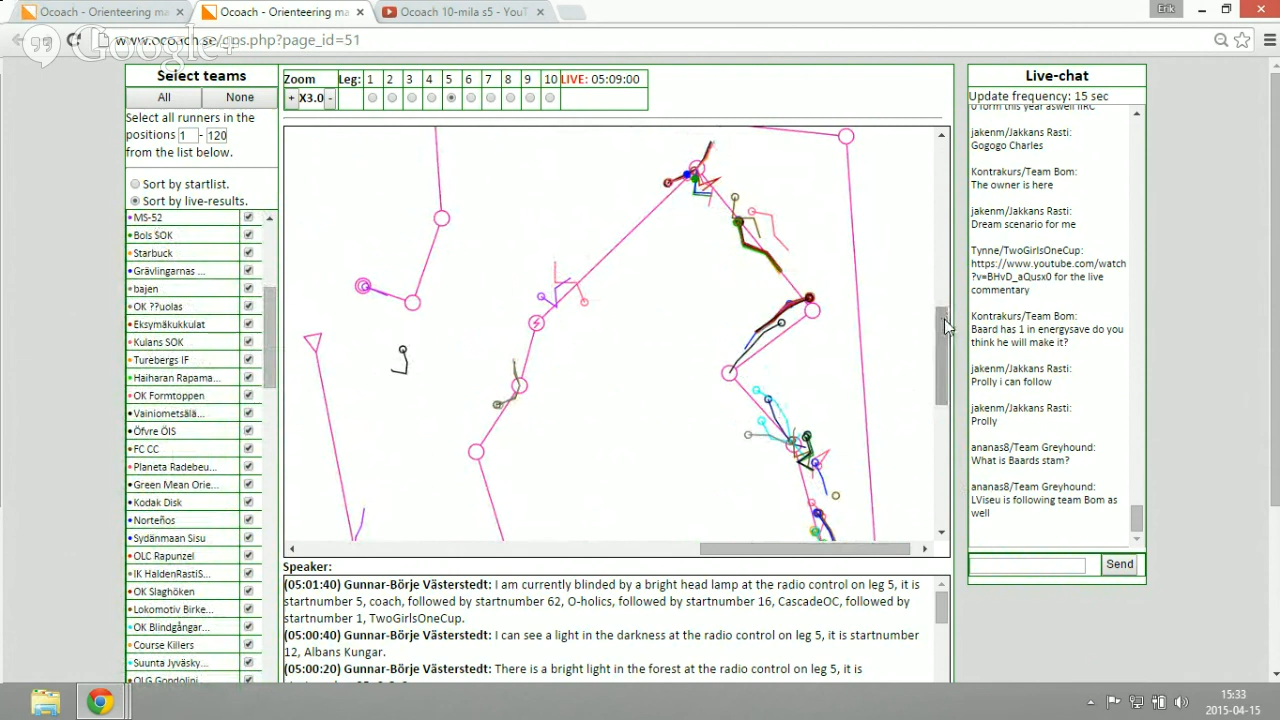 Ocoach - Orienteering ma
Ocoach - Orienteering ma
Ocoach 10-mila s5 - YouT
Erik
www.ocoach.se/gps.php?page_id=51
Google+
Select teams
All
None
Select all runners in the
positions 1 - 120
from the list below.
Sort by startlist.
Sort by live-results.
MS-52
Bols SOK
Starbuck
Grävlingarnas ...
bajen
OK ??uolas
Eksymäkukkulat
Kulans SOK
Turebergs IF
Haiharan Rapama...
OK Formtoppen
Vainiometsälä...
Öfvre ÖIS
FC CC
Planeta Radebeu...
Green Mean Orie...
Kodak Disk
Norteños
Sydänmaan Sisu
OLC Rapunzel
IK HaldenRastiS...
OK Slaghöken
Lokomotiv Birke...
OK Blindgångar...
Course Killers
Suunta Jyväsky...
OLG Gondolini
Zoom
Leg: 1 2 3 4 5 6 7 8 9 10 LIVE: 05:09:00
+ X3.0 -
Speaker:
(05:01:40) Gunnar-Börje Västerstedt: I am currently blinded by a bright head lamp at the radio control on leg 5, it is
startnumber 5, coach, followed by startnumber 62, O-holics, followed by startnumber 16, CascadeOC, followed by
startnumber 1, TwoGirlsOneCup.
(05:00:40) Gunnar-Börje Västerstedt: I can see a light in the darkness at the radio control on leg 5, it is startnumber
12, Albans Kungar.
(05:00:20) Gunnar-Börje Västerstedt: There is a bright light in the forest at the radio control on leg 5, it is
Live-chat
Update frequency: 15 sec
0 form this year aswell IIRC
jakenm/Jakkans Rasti:
Gogogo Charles
Kontrakurs/Team Bom:
The owner is here
jakenm/Jakkans Rasti:
Dream scenario for me
Tynne/TwoGirlsOneCup:
https://www.youtube.com/watch
?v=BHvD_aQusx0 for the live
commentary
Kontrakurs/Team Bom:
Baard has 1 in energysave do you
think he will make it?
jakenm/Jakkans Rasti:
Prolly i can follow
jakenm/Jakkans Rasti:
Prolly
ananas8/Team Greyhound:
What is Baards stam?
ananas8/Team Greyhound:
LViseu is following team Bom as
well
Send
15:33
2015-04-15